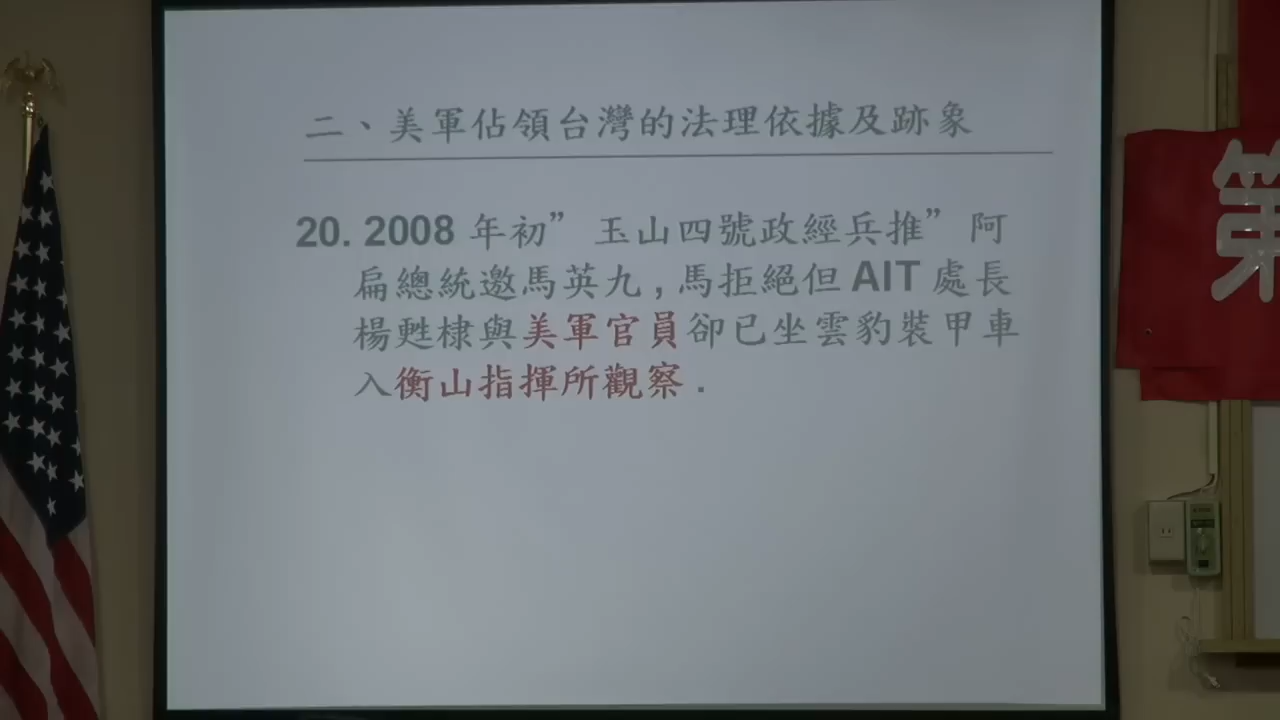 二、美軍佔領台灣的法理依據及跡象
20. 2008 年初”玉山四號政經兵推”阿
扁總統邀馬英九,馬拒絕但 AIT 處長
楊甦棣與美軍官員卻已坐雲豹裝甲車
入衡山指揮所觀察.
第